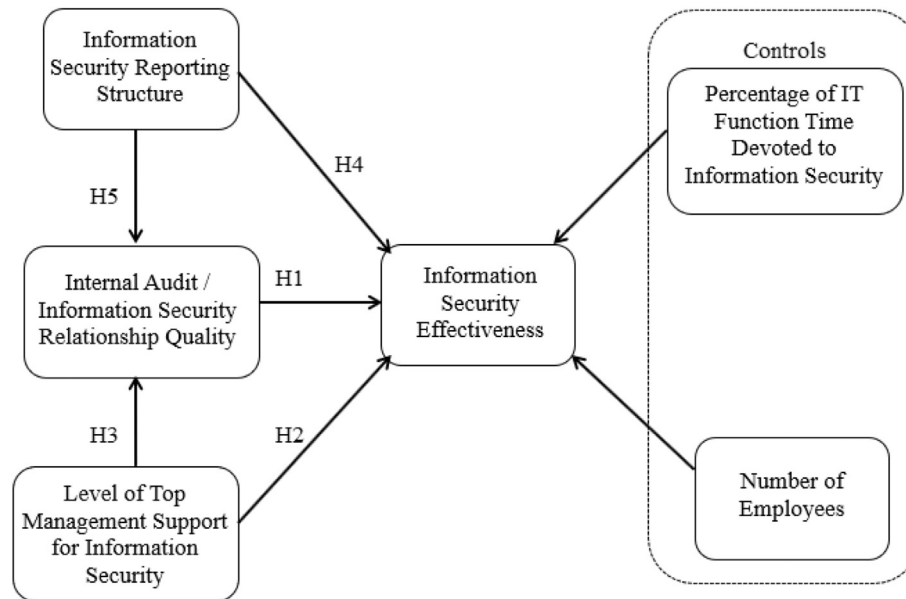 Information
Security Reporting
Structure
H5
H4
Internal Audit /
Information Security
Relationship Quality
H1
Information
Security
Effectiveness
H3
H2
Level of Top
Management Support
for Information
Security
Controls
Percentage of IT
Function Time
Devoted to
Information Security
Number of
Employees